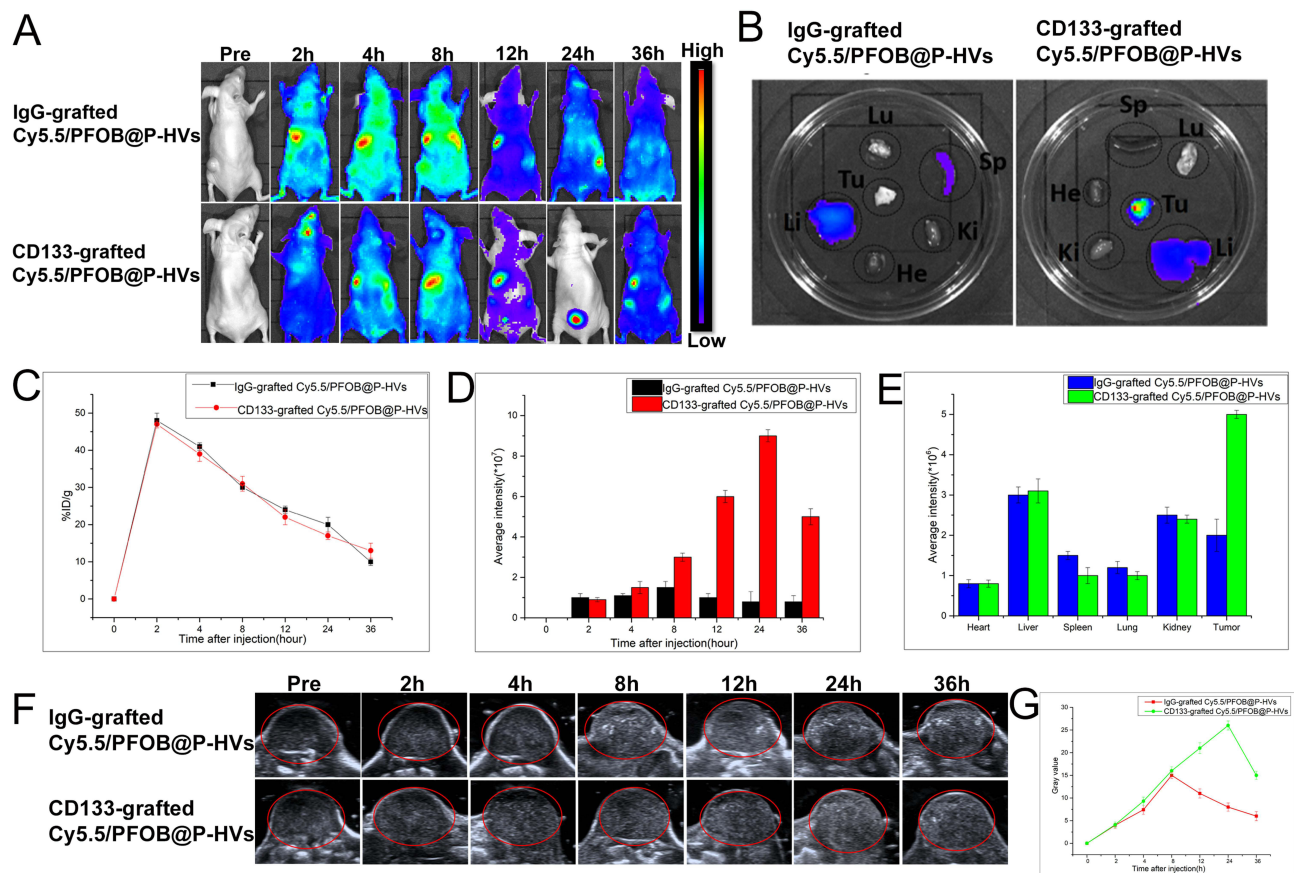 A
Pre 2h 4h 8h 12h 24h 36h
High
Low
IgG-grafted
Cy5.5/PFOB@P-HVs
CD133-grafted
Cy5.5/PFOB@P-HVs
B
IgG-grafted
Cy5.5/PFOB@P-HVs
CD133-grafted
Cy5.5/PFOB@P-HVs
Lu
Sp
Tu
Li
Ki
He
Sp
Lu
He
Tu
Ki
Li
C
IgG-grafted Cy5.5/PFOB@P-HVs
CD133-grafted Cy5.5/PFOB@P-HVs
%ID/g
50
40
30
20
10
0
0 2 4 8 12 24 36
Time after injection(hour)
D
IgG-grafted Cy5.5/PFOB@P-HVs
CD133-grafted Cy5.5/PFOB@P-HVs
Average intensity(*10⁷)
10
8
6
4
2
0
0 2 4 8 12 24 36
Time after injection(hour)
E
IgG-grafted Cy5.5/PFOB@P-HVs
CD133-grafted Cy5.5/PFOB@P-HVs
Average intensity(*10⁶)
5
4
3
2
1
0
Heart Liver Spleen Lung Kidney Tumor
F
Pre 2h 4h 8h 12h 24h 36h
IgG-grafted
Cy5.5/PFOB@P-HVs
CD133-grafted
Cy5.5/PFOB@P-HVs
G
IgG-grafted Cy5.5/PFOB@P-HVs
CD133-grafted Cy5.5/PFOB@P-HVs
Gray value
30
25
20
15
10
5
0
0 2 4 8 12 24 36
Time after injection(h)